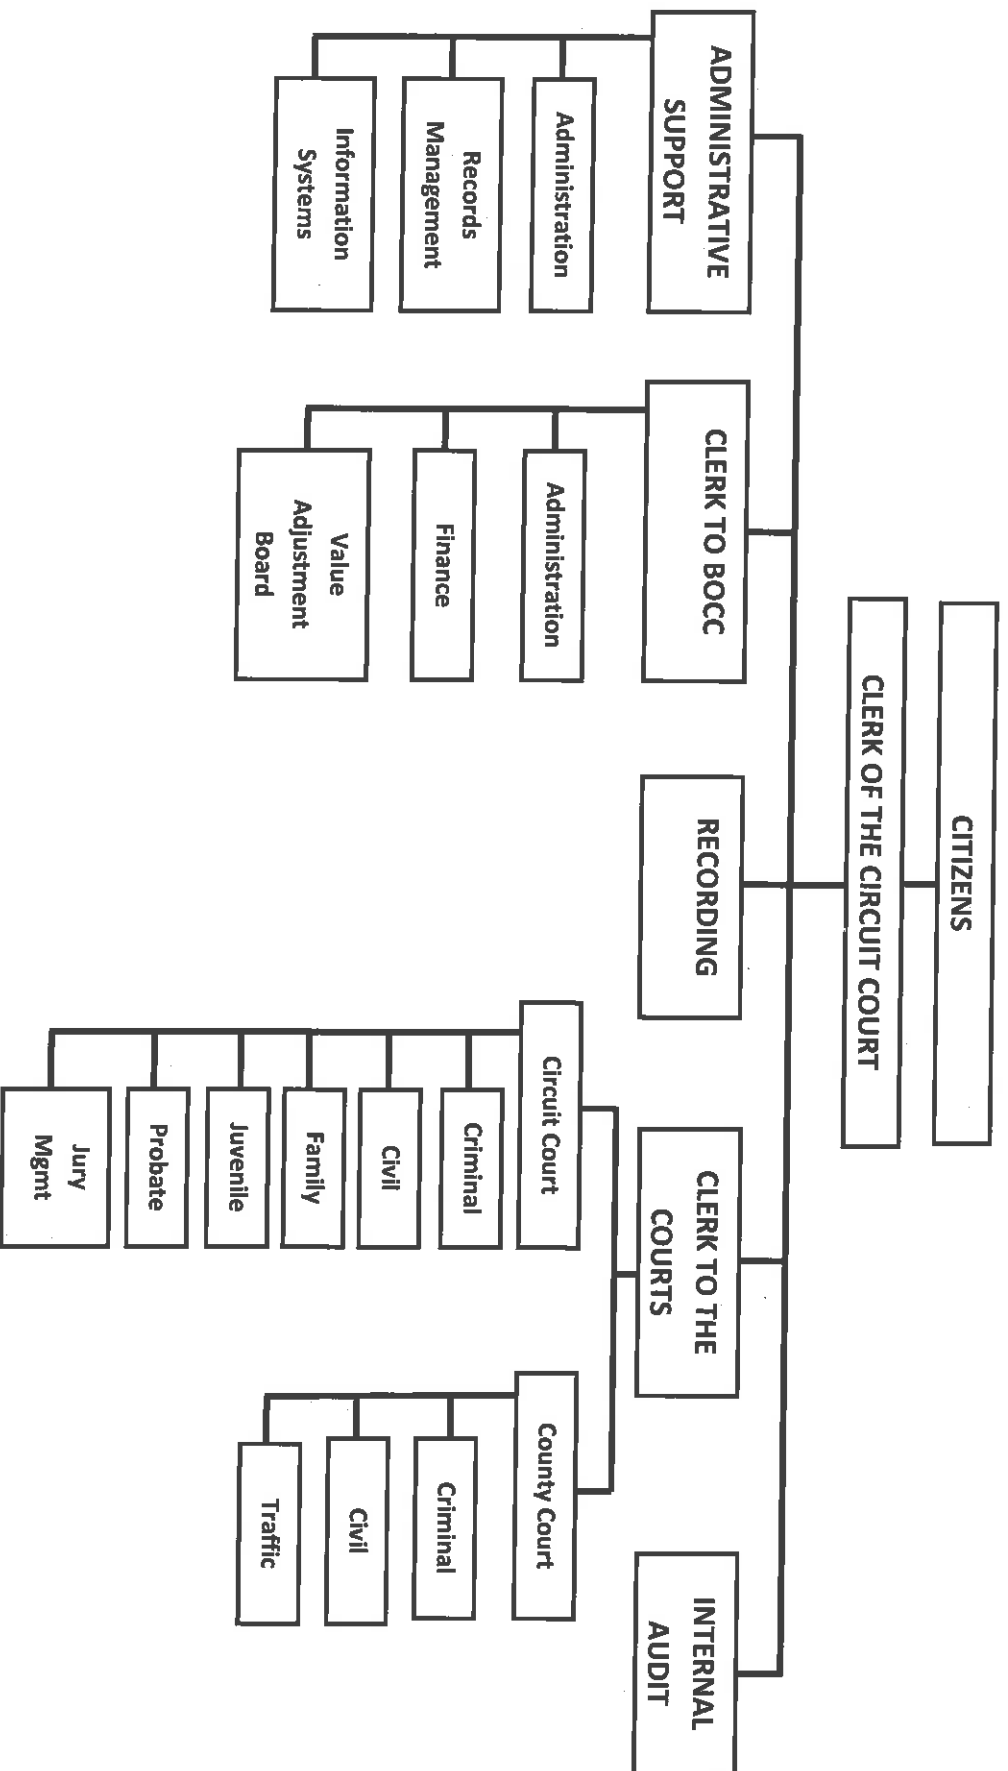 CITIZENS
CLERK OF THE CIRCUIT COURT
ADMINISTRATIVE
SUPPORT
Administration
Records
Management
Information
Systems
CLERK TO BOCC
Administration
Finance
Value
Adjustment
Board
RECORDING
CLERK TO THE
COURTS
Circuit Court
Criminal
Civil
Family
Juvenile
Probate
Jury
Mgmt
County Court
Criminal
Civil
Traffic
INTERNAL
AUDIT